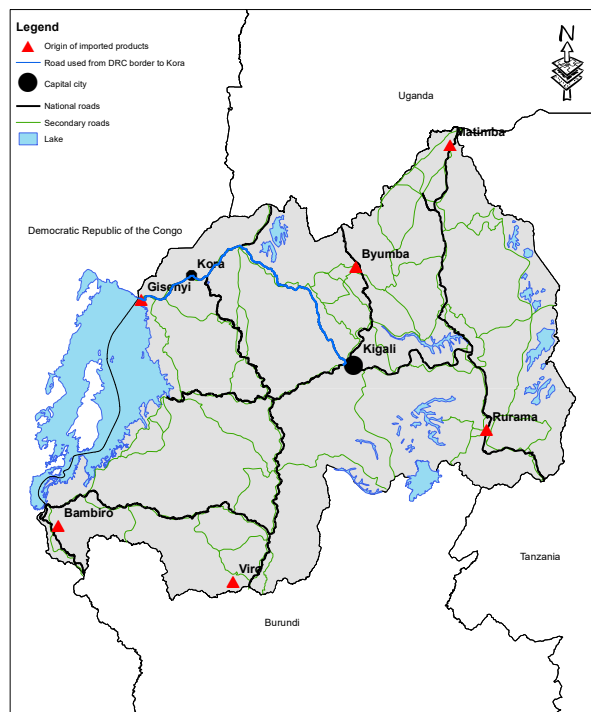 Legend
Origin of imported products
Road used from DRC border to Kora
Capital city
National roads
Secondary roads
Lake
N
Uganda
Matimba
Democratic Republic of the Congo
Byumba
Kora
Gisenyi
Kigali
Rurama
Bambiro
Viro
Tanzania
Burundi